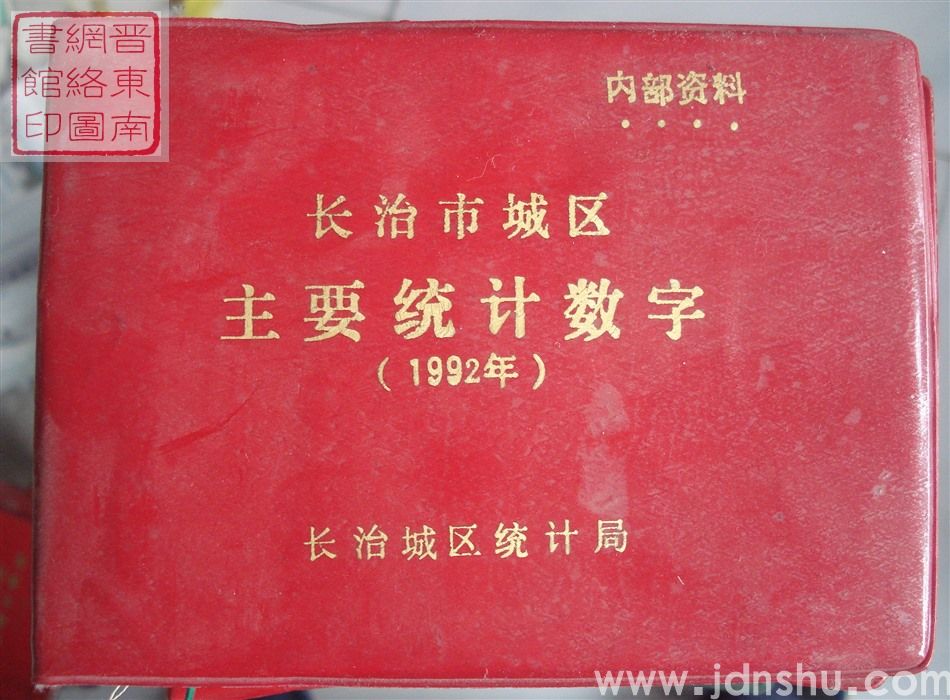 晋東南
網絡圖
書館印
内部资料
长治市城区
主要统计数字
(1992年)
长治城区统计局
www.jdnshu.com